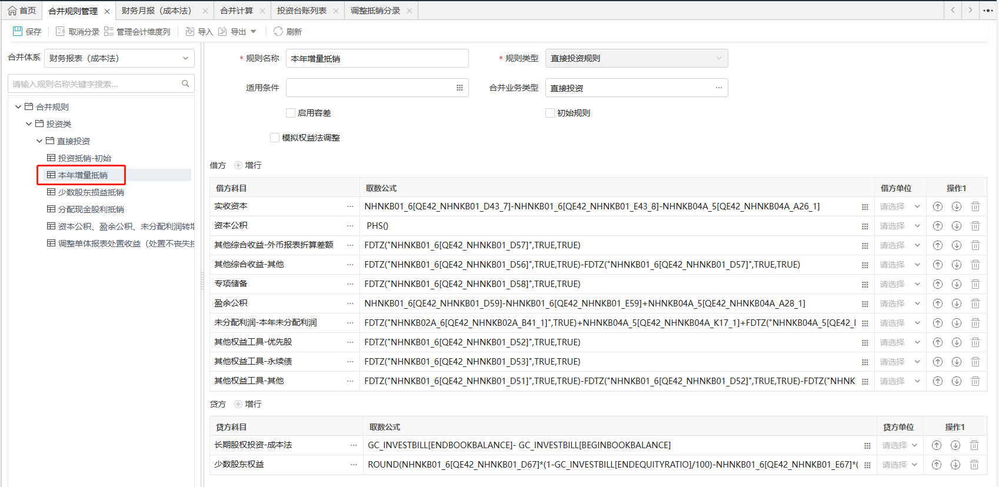 首页
合并规则管理
财务月报（成本法）
合并计算
投资台账列表
调整抵销分录
保存
取消分录
管理会计维度列
导入
导出
刷新
合并体系
财务报表（成本法）
请输入规则名称关键字搜索...
合并规则
投资类
直接投资
投资抵销-初始
本年增量抵销
少数股东损益抵销
分配现金股利抵销
资本公积、盈余公积、未分配利润转增
调整单体报表处置收益（处置不丧失控
* 规则名称
本年增量抵销
* 规则类型
直接投资规则
适用条件
合并业务类型
直接投资
启用容差
初始规则
模拟权益法调整
借方
增行
借方科目 取数公式 借方单位 操作1
实收资本 NHNKB01_6[QE42_NHNKB01_D43_7]-NHNKB01_6[QE42_NHNKB01_E43_8]-NHNKB04A_5[QE42_NHNKB04A_A26_1] 请选择
资本公积 PHS() 请选择
其他综合收益-外币报表折算差额 FDTZ("NHNKB01_6[QE42_NHNKB01_D57]",TRUE,TRUE) 请选择
其他综合收益-其他 FDTZ("NHNKB01_6[QE42_NHNKB01_D56]",TRUE,TRUE)-FDTZ("NHNKB01_6[QE42_NHNKB01_D57]",TRUE,TRUE) 请选择
专项储备 FDTZ("NHNKB01_6[QE42_NHNKB01_D58]",TRUE,TRUE) 请选择
盈余公积 NHNKB01_6[QE42_NHNKB01_D59]-NHNKB01_6[QE42_NHNKB01_E59]+NHNKB04A_5[QE42_NHNKB04A_A28_1] 请选择
未分配利润-本年未分配利润 FDTZ("NHNKB02A_6[QE42_NHNKB02A_B41_1]",TRUE)+NHNKB04A_5[QE42_NHNKB04A_K17_1]+FDTZ("NHNKB04A_5[QE42_ 请选择
其他权益工具-优先股 FDTZ("NHNKB01_6[QE42_NHNKB01_D52]",TRUE,TRUE) 请选择
其他权益工具-永续债 FDTZ("NHNKB01_6[QE42_NHNKB01_D53]",TRUE,TRUE) 请选择
其他权益工具-其他 FDTZ("NHNKB01_6[QE42_NHNKB01_D51]",TRUE,TRUE)-FDTZ("NHNKB01_6[QE42_NHNKB01_D52]",TRUE,TRUE)-FDTZ("NHNK 请选择
贷方
增行
贷方科目 取数公式 贷方单位 操作1
长期股权投资-成本法 GC_INVESTBILL[ENDBOOKBALANCE]- GC_INVESTBILL[BEGINBOOKBALANCE] 请选择
少数股东权益 ROUND(NHNKB01_6[QE42_NHNKB01_D67]*(1-GC_INVESTBILL[ENDEQUITYRATIO]/100)-NHNKB01_6[QE42_NHNKB01_E67]*( 请选择